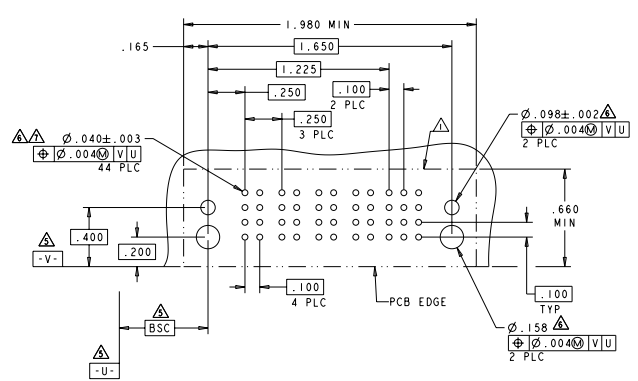 1.980 MIN
.165
1.650
1.225
.250
.100
2 PLC
.250
3 PLC
6 7 Ø.040±.003
⌖ Ø.004Ⓜ V U
44 PLC
1
Ø.098±.002 6
⌖ Ø.004Ⓜ V U
2 PLC
.660
MIN
5
-V-
.400
.200
.100
4 PLC
PCB EDGE
.100
TYP
5
BSC
Ø.158 6
⌖ Ø.004Ⓜ V U
2 PLC
5
-U-